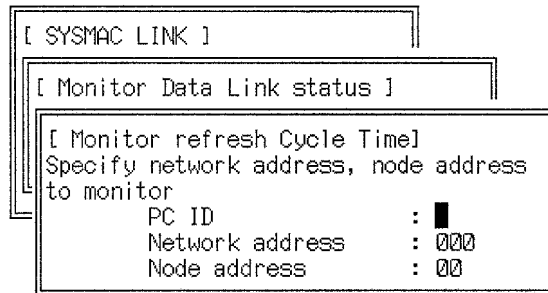 [ SYSMAC LINK ]
[ Monitor Data Link status ]
[ Monitor refresh Cycle Time]
Specify network address, node address
to monitor
PC ID : 
Network address : 000
Node address : 00